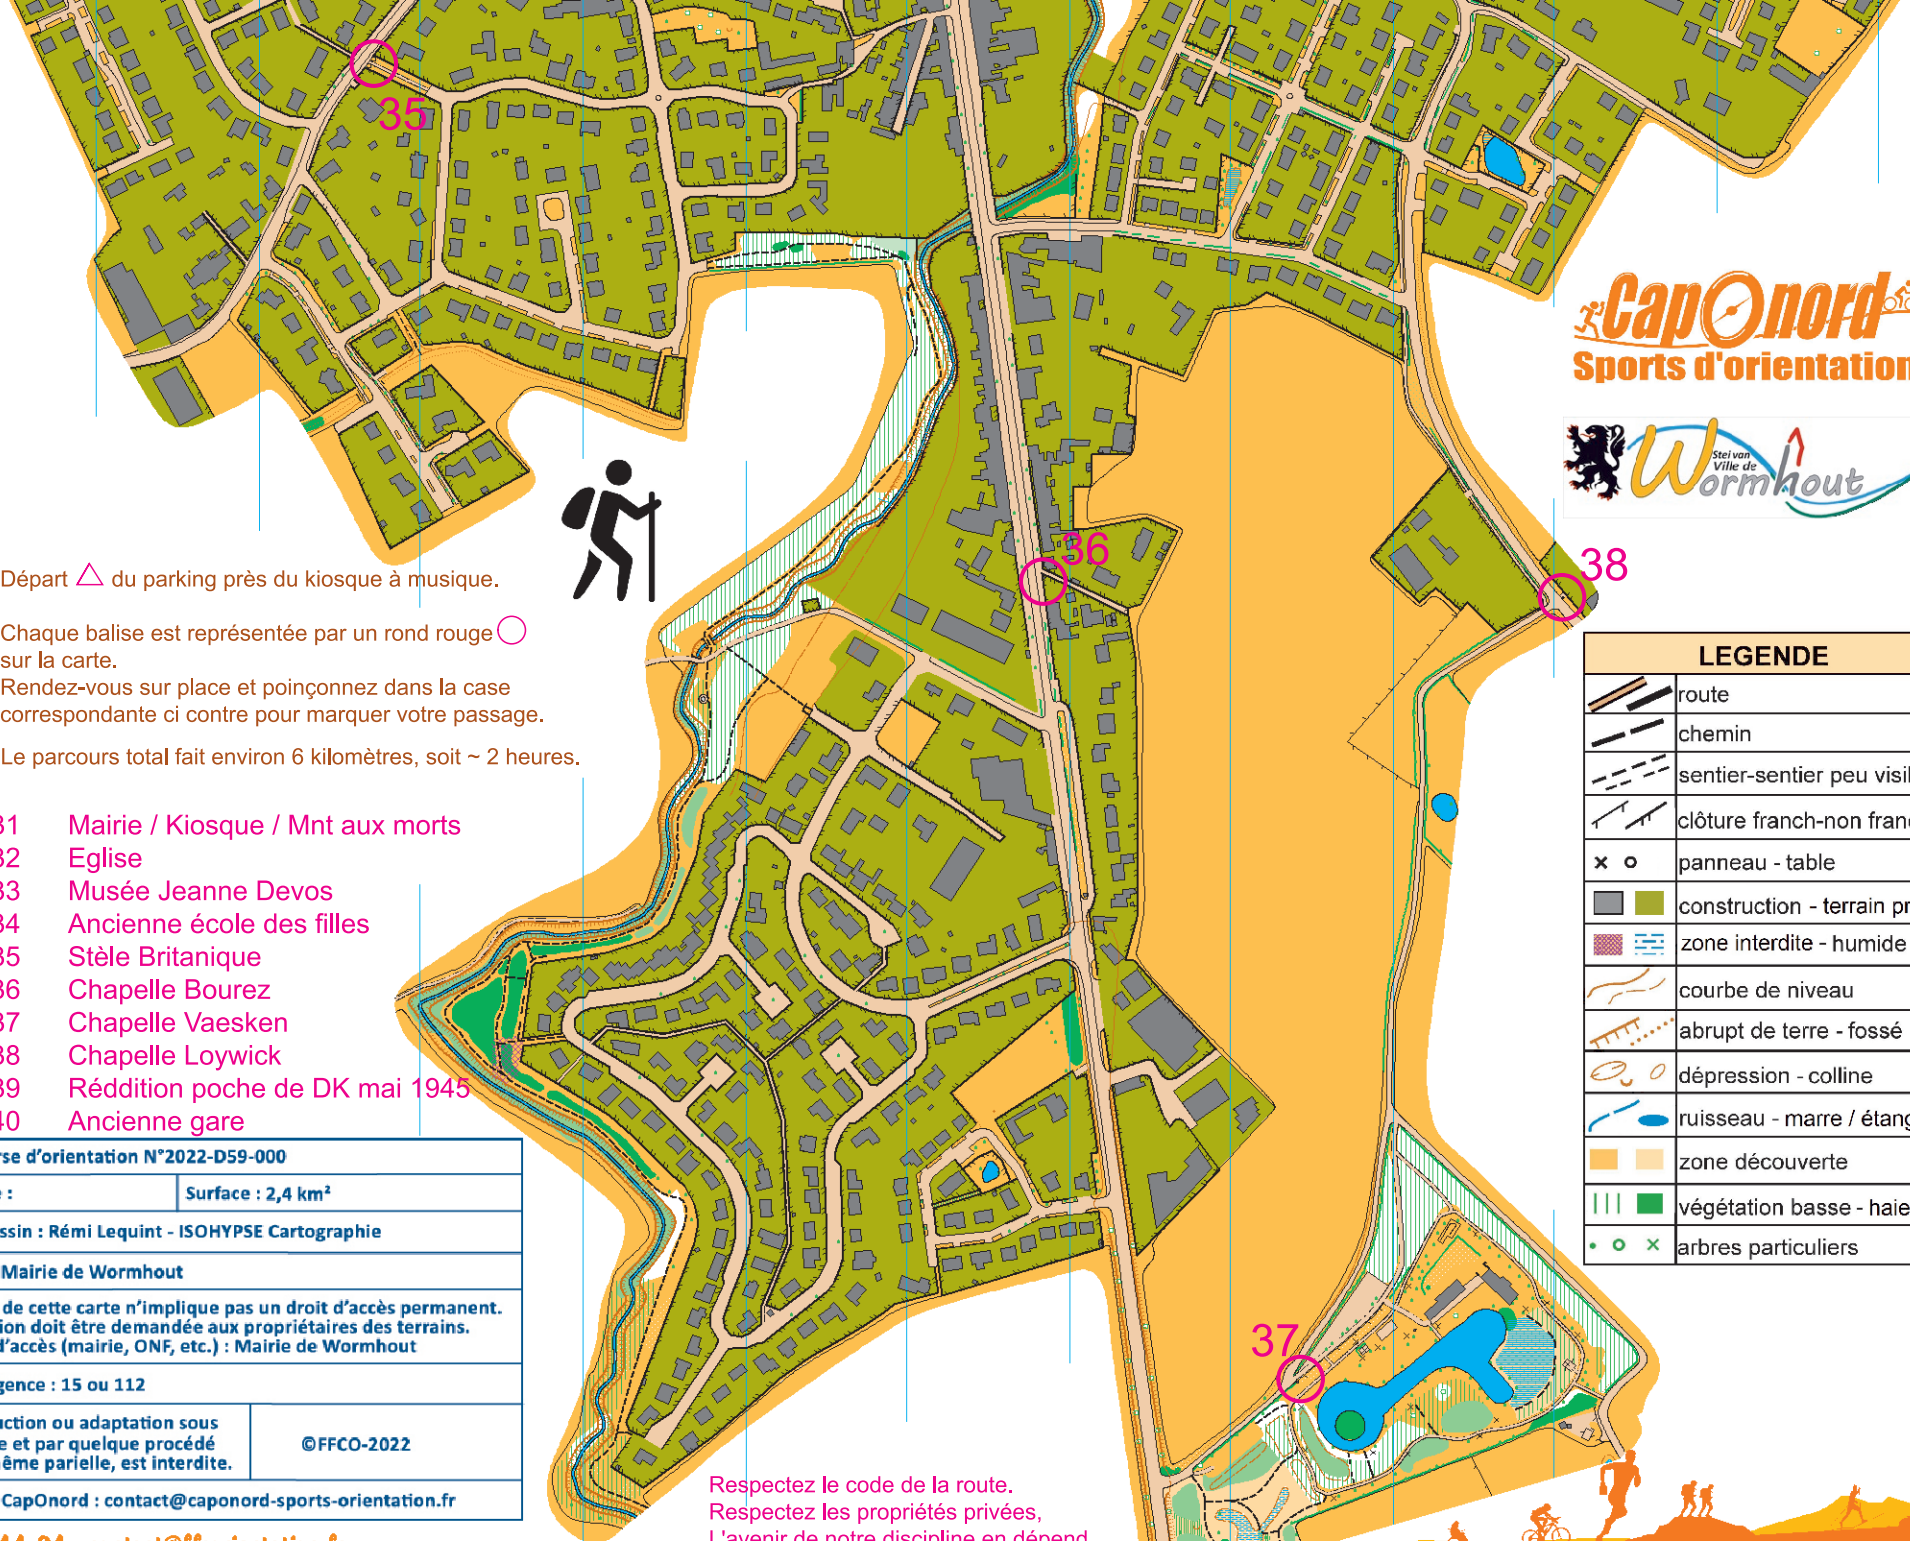 35
36
38
37
CapOnord
Sports d'orientation
Stei van
Ville de
Wormhout
Départ du parking près du kiosque à musique.
Chaque balise est représentée par un rond rouge
sur la carte.
Rendez-vous sur place et poinçonnez dans la case
correspondante ci contre pour marquer votre passage.
Le parcours total fait environ 6 kilomètres, soit ~ 2 heures.
31 Mairie / Kiosque / Mnt aux morts
32 Eglise
33 Musée Jeanne Devos
34 Ancienne école des filles
35 Stèle Britanique
36 Chapelle Bourez
37 Chapelle Vaesken
38 Chapelle Loywick
39 Réddition poche de DK mai 1945
40 Ancienne gare
rse d'orientation N°2022-D59-000
Surface : 2,4 km²
ssin : Rémi Lequint - ISOHYPSE Cartographie
Mairie de Wormhout
de cette carte n'implique pas un droit d'accès permanent.
ion doit être demandée aux propriétaires des terrains.
d'accès (mairie, ONF, etc.) : Mairie de Wormhout
gence : 15 ou 112
uction ou adaptation sous
e et par quelque procédé
même parielle, est interdite.
©FFCO-2022
CapOnord : contact@caponord-sports-orientation.fr
Respectez le code de la route.
Respectez les propriétés privées,
L'avenir de notre discipline en dépend
LEGENDE
route
chemin
sentier-sentier peu visi
clôture franch-non fran
panneau - table
construction - terrain pr
zone interdite - humide
courbe de niveau
abrupt de terre - fossé
dépression - colline
ruisseau - marre / étang
zone découverte
végétation basse - haie
arbres particuliers